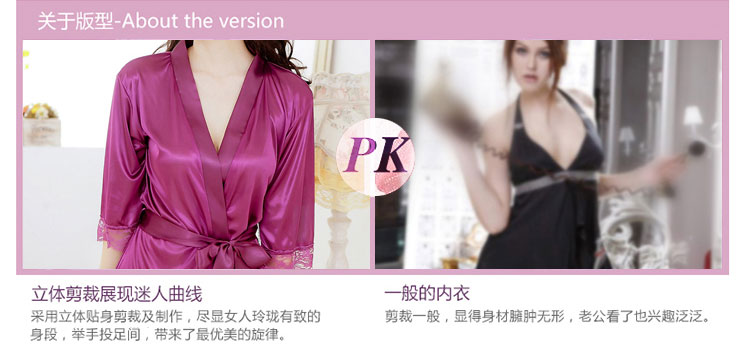 关于版型-About the version
PK
立体剪裁展现迷人曲线
采用立体贴身剪裁及制作，尽显女人玲珑有致的
身段，举手投足间，带来了最优美的旋律。
一般的内衣
剪裁一般，显得身材臃肿无形，老公看了也兴趣泛泛。